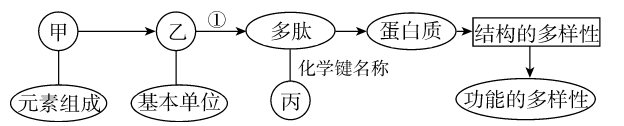 ①
甲
乙
多肽
蛋白质
结构的多样性
化学键名称
元素组成
基本单位
丙
功能的多样性